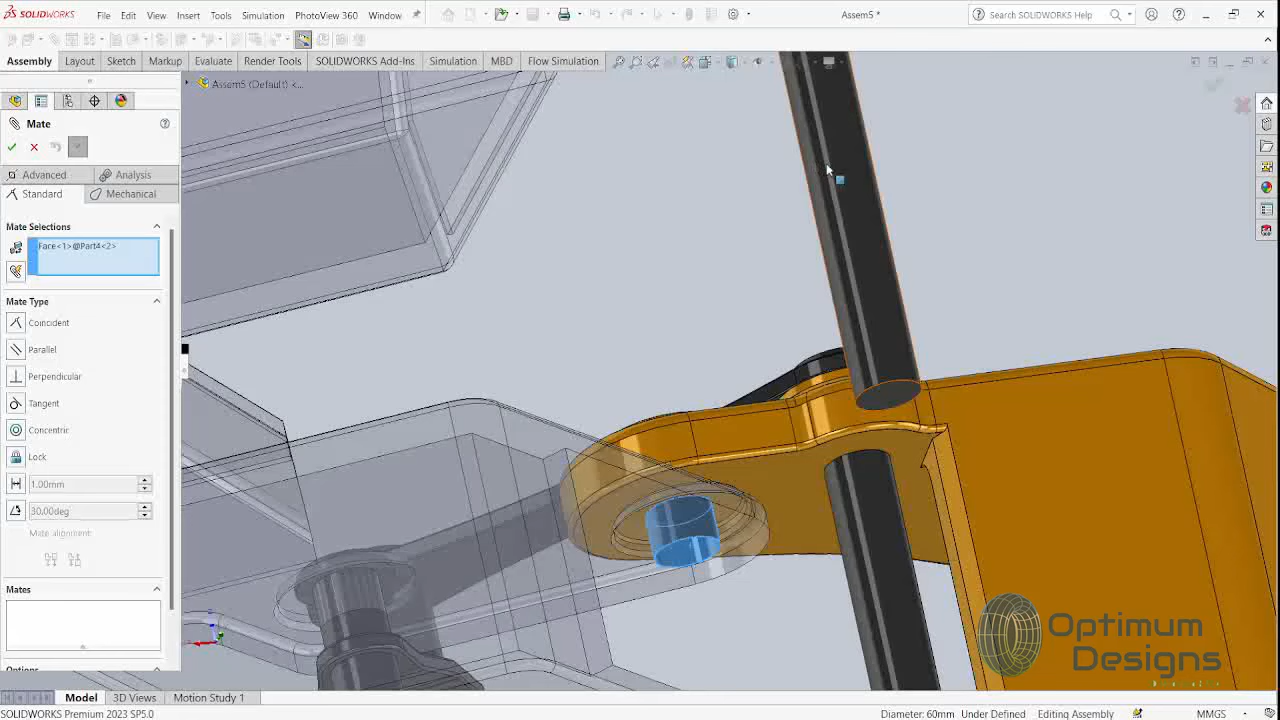 SOLIDWORKS File Edit View Insert Tools Simulation PhotoView 360 Window Assem5 * Search SOLIDWORKS Help
Assembly Layout Sketch Markup Evaluate Render Tools SOLIDWORKS Add-Ins Simulation MBD Flow Simulation
Assem5 (Default) <...
Mate
Advanced Analysis
Standard Mechanical
Mate Selections
Face<1>@Part4<2>
Mate Type
Coincident
Parallel
Perpendicular
Tangent
Concentric
Lock
1.00mm
30.00deg
Mate alignment:
Mates
Options
Optimum
Designs
Model 3D Views Motion Study 1
SOLIDWORKS Premium 2023 SP5.0 Diameter: 60mm Under Defined Editing Assembly MMGS